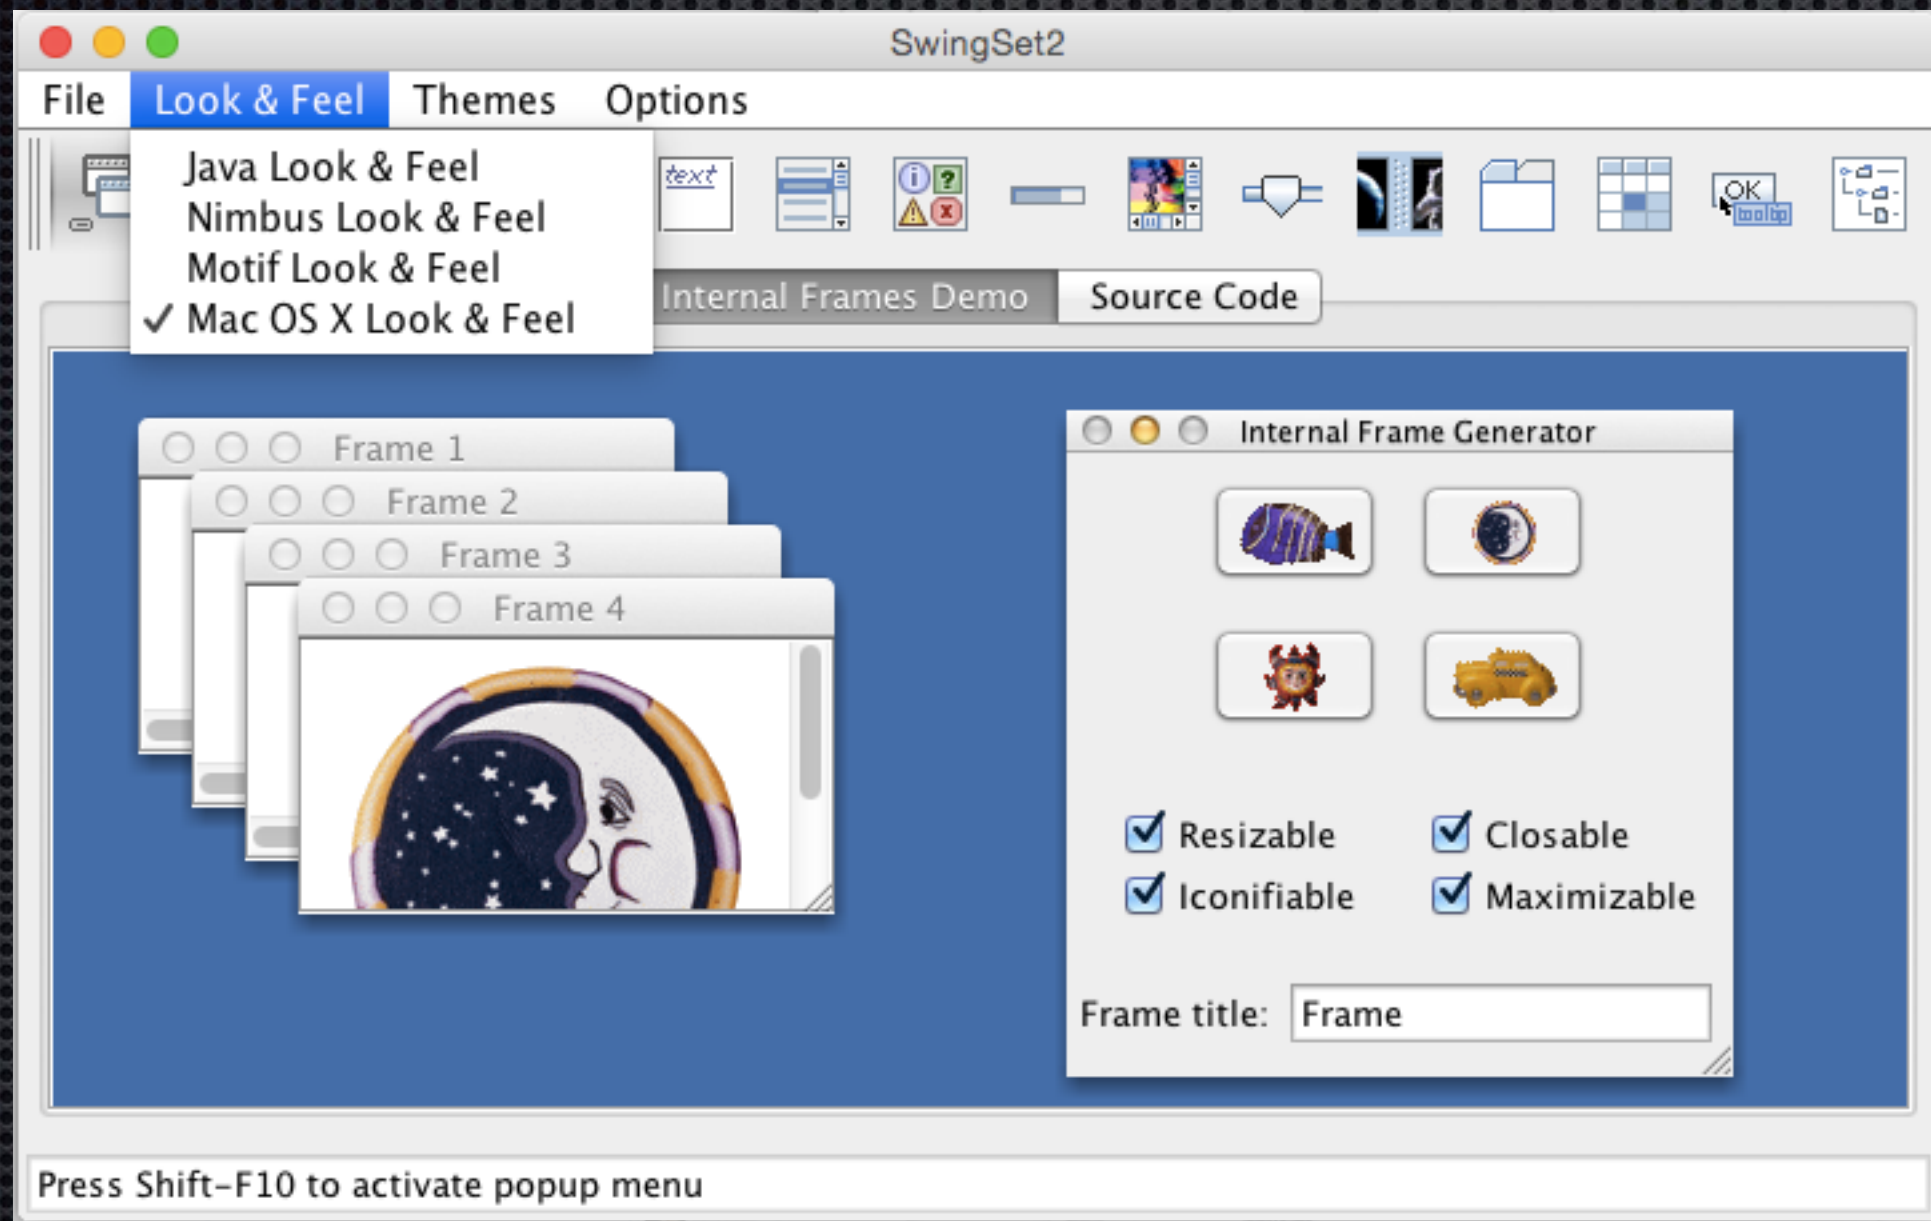 SwingSet2
File Look & Feel Themes Options
Java Look & Feel
Nimbus Look & Feel
Motif Look & Feel
Mac OS X Look & Feel
text
OK
tooltip
Internal Frames Demo
Source Code
Frame 1
Frame 2
Frame 3
Frame 4
Internal Frame Generator
Resizable
Closable
Iconifiable
Maximizable
Frame title: Frame
Press Shift-F10 to activate popup menu